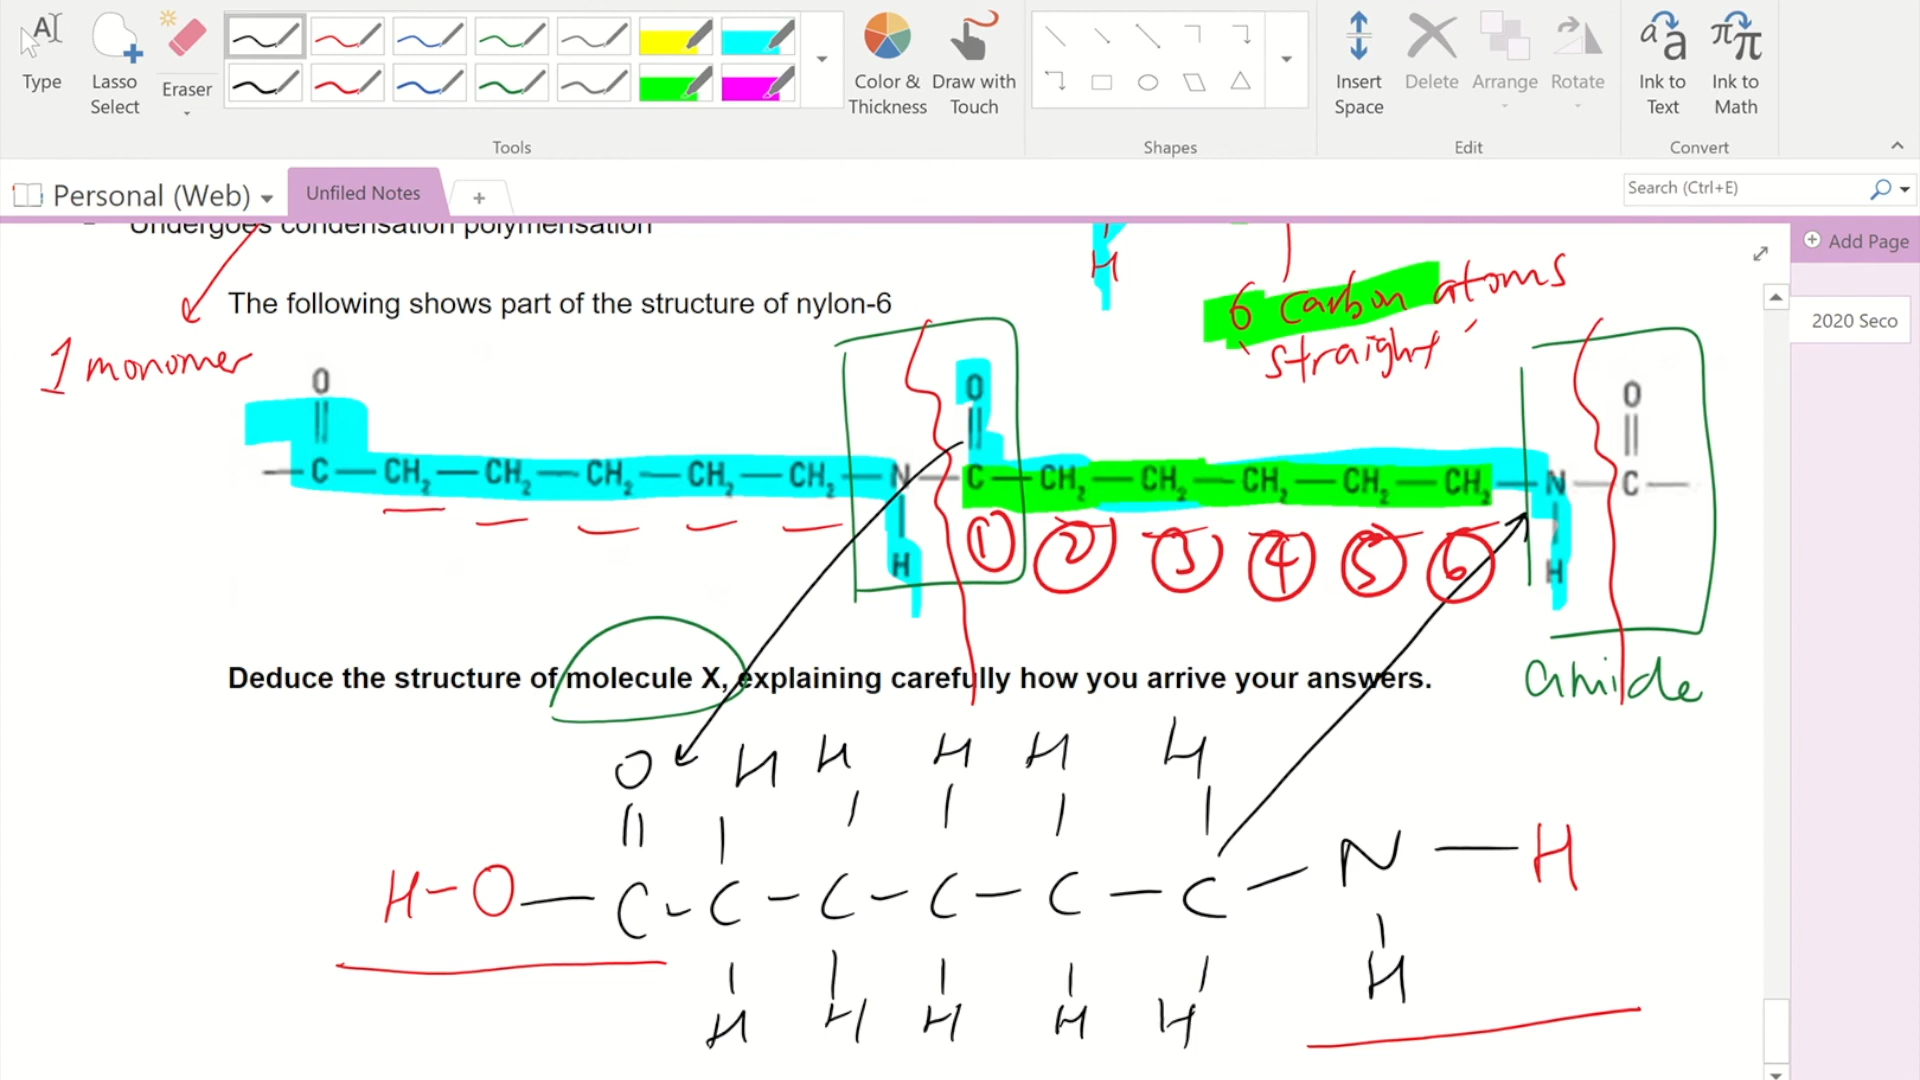 Type
Lasso Select
Eraser
Color & Thickness
Draw with Touch
Insert Space
Delete
Arrange
Rotate
Ink to Text
Ink to Math
Tools
Shapes
Edit
Convert
Personal (Web)
Unfiled Notes
+
Search (Ctrl+E)
Add Page
2020 Seco
- Undergoes condensation polymerisation
H
6 Carbon atoms
'straight'
The following shows part of the structure of nylon-6
1 monomer
O O O
— C — CH2 — CH2 — CH2 — CH2 — CH2 — N — C — CH2 — CH2 — CH2 — CH2 — CH2 — N — C —
H H
① ② ③ ④ ⑤ ⑥
Deduce the structure of molecule X, explaining carefully how you arrive your answers.
amide
O H H H H H
H-O — C - C - C - C - C - C - N — H
H H H H H H